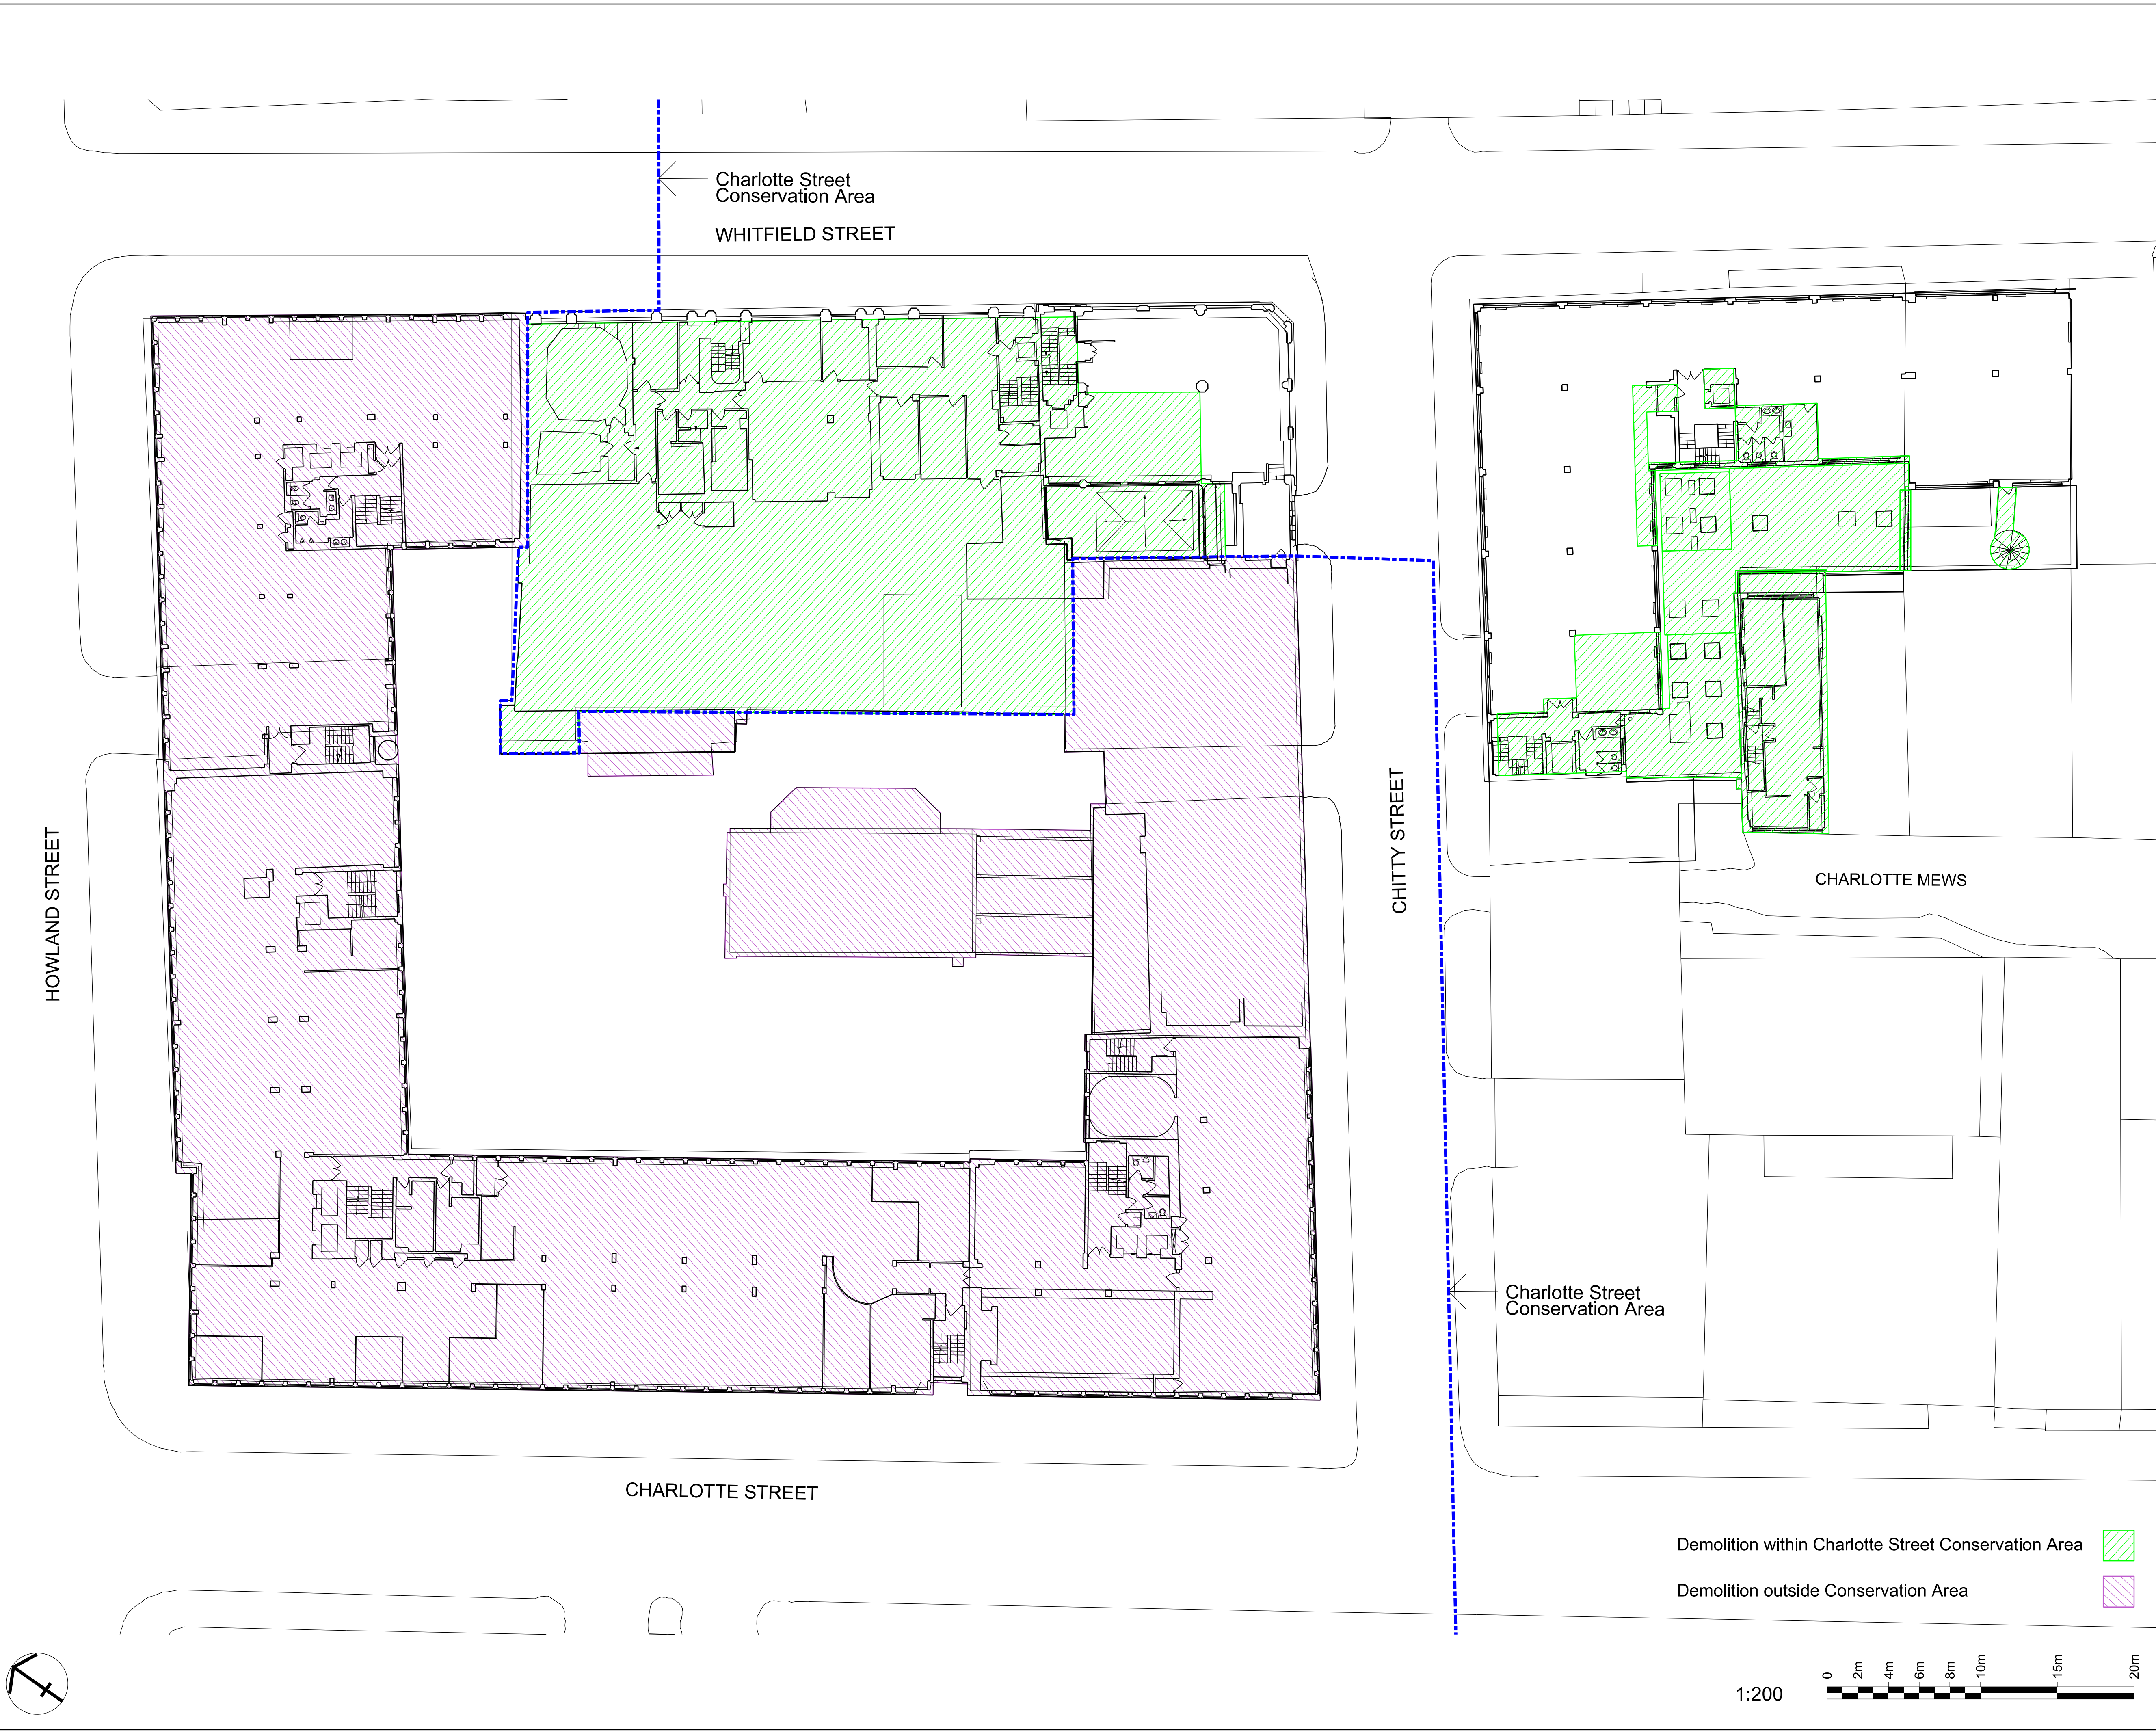 Charlotte Street
Conservation Area
WHITFIELD STREET
HOWLAND STREET
CHITTY STREET
CHARLOTTE MEWS
Charlotte Street
Conservation Area
CHARLOTTE STREET
Demolition within Charlotte Street Conservation Area
Demolition outside Conservation Area
1:200
0 2m 4m 6m 8m 10m 15m 20m